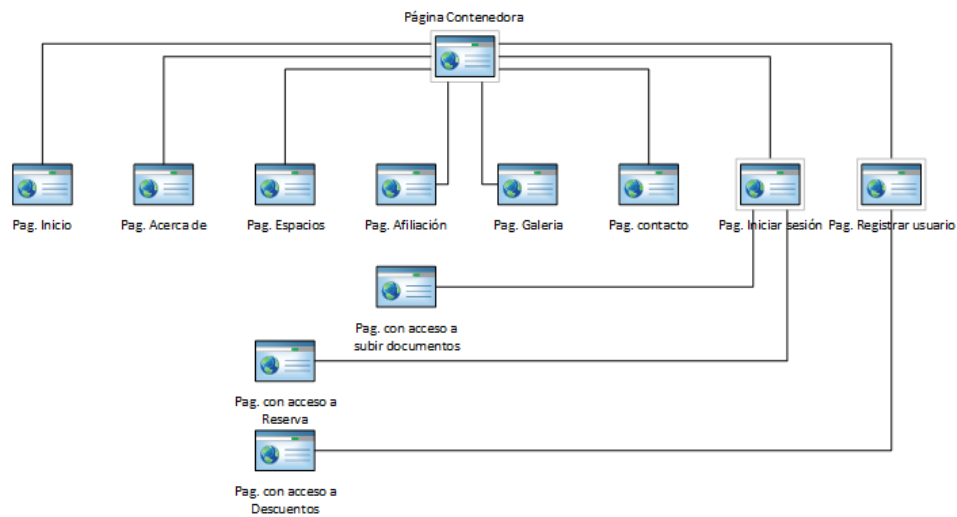 Página Contenedora
Pag. Inicio
Pag. Acerca de
Pag. Espacios
Pag. Afiliación
Pag. Galeria
Pag. contacto
Pag. Iniciar sesión
Pag. Registrar usuario
Pag. con acceso a
subir documentos
Pag. con acceso a
Reserva
Pag. con acceso a
Descuentos